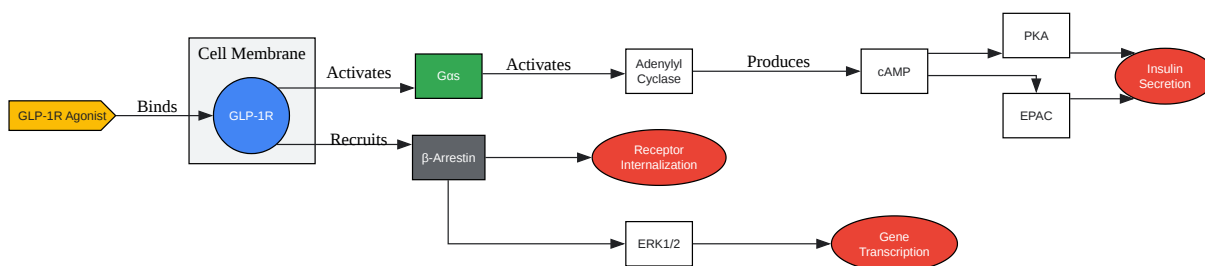 GLP-1R Agonist
Binds
Cell Membrane
GLP-1R
Activates
Recruits
Gαs
Activates
Adenylyl
Cyclase
Produces
cAMP
PKA
EPAC
Insulin
Secretion
β-Arrestin
Receptor
Internalization
ERK1/2
Gene
Transcription